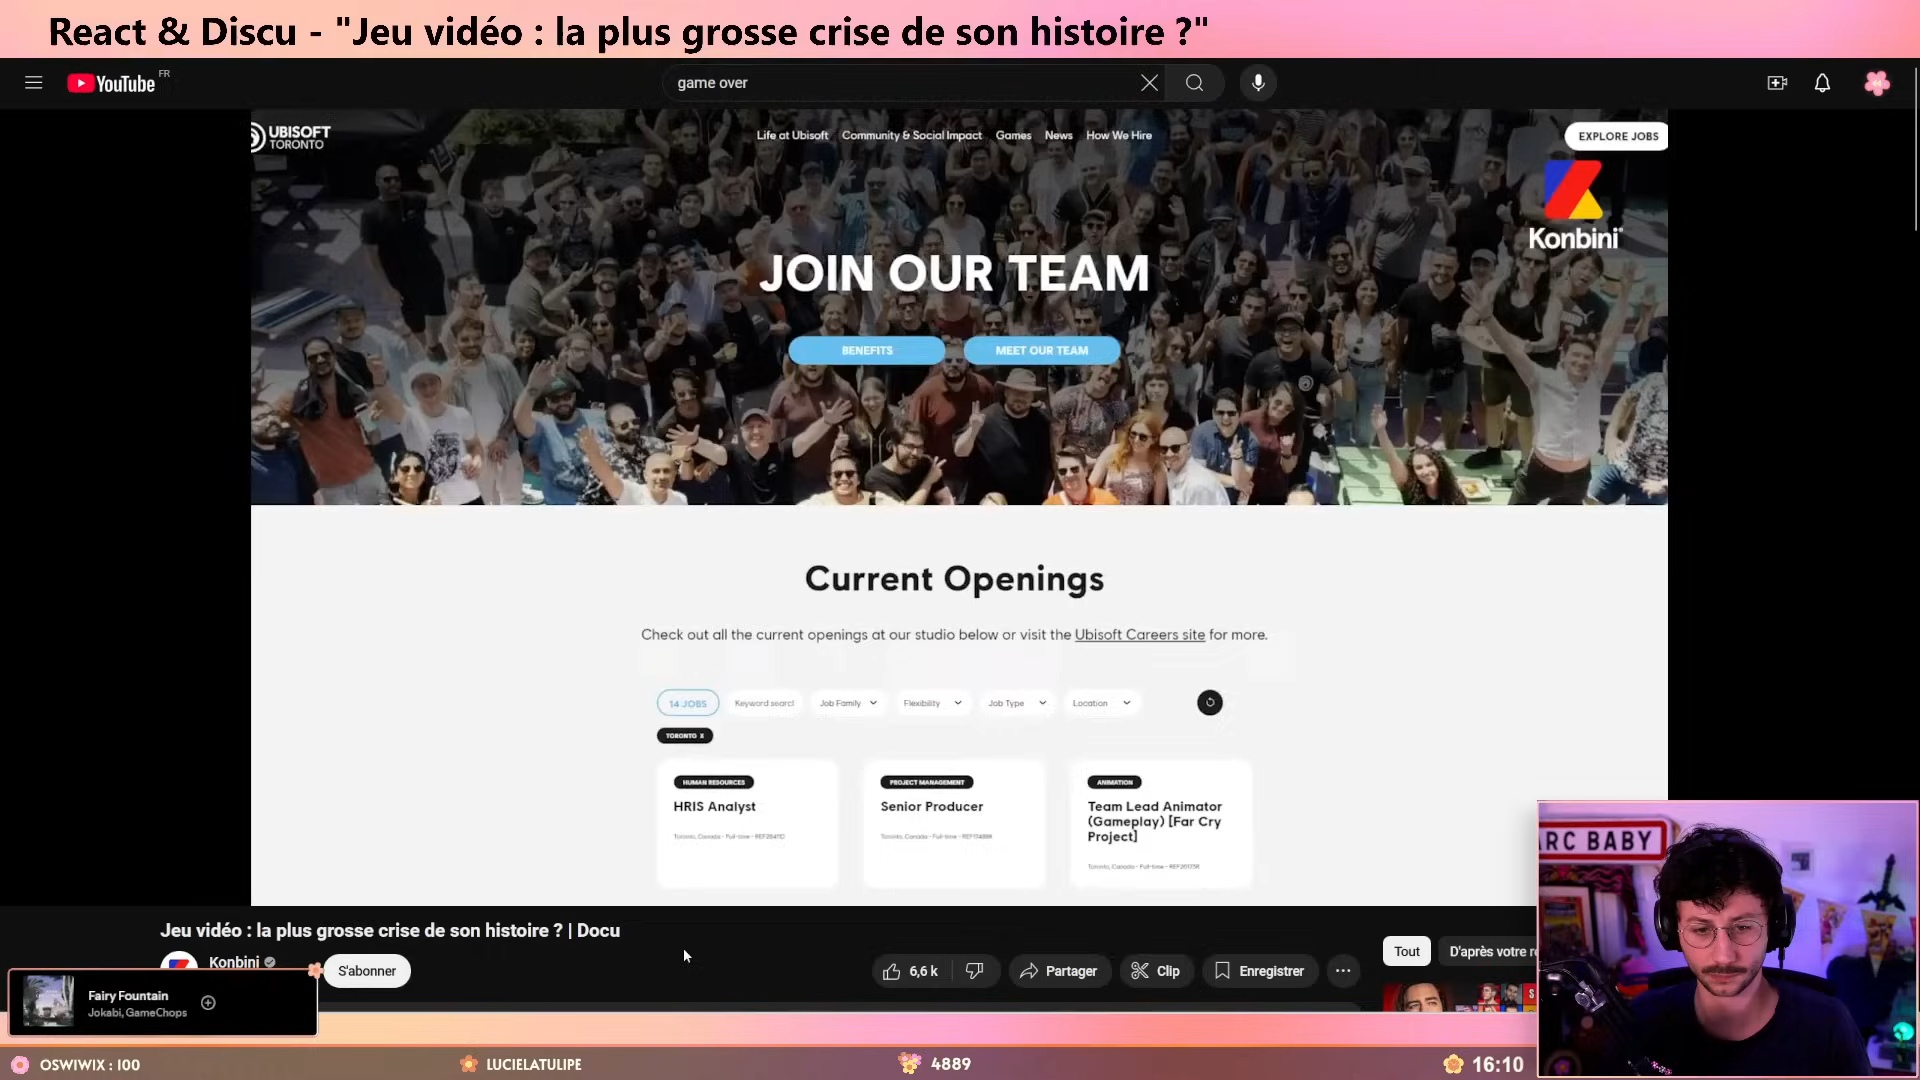 React & Discu - "Jeu vidéo : la plus grosse crise de son histoire ?"
YouTube FR
game over
UBISOFT
TORONTO
Life at Ubisoft Community & Social Impact Games News How We Hire
EXPLORE JOBS
Konbini
JOIN OUR TEAM
BENEFITS MEET OUR TEAM
Current Openings
Check out all the current openings at our studio below or visit the Ubisoft Careers site for more.
14 JOBS Keyword search Job Family Flexibility Job Type Location
TORONTO X
HUMAN RESOURCES
HRIS Analyst
PROJECT MANAGEMENT
Senior Producer
ANIMATION
Team Lead Animator
(Gameplay) [Far Cry
Project]
ARC BABY
Jeu vidéo : la plus grosse crise de son histoire ? | Docu
Konbini
S'abonner
6,6 k
Partager
Clip
Enregistrer
Tout
D'après votre
Fairy Fountain
Jokabi, GameChops
OSWIWIX : 100
LUCIELATULIPE
4889
16:10